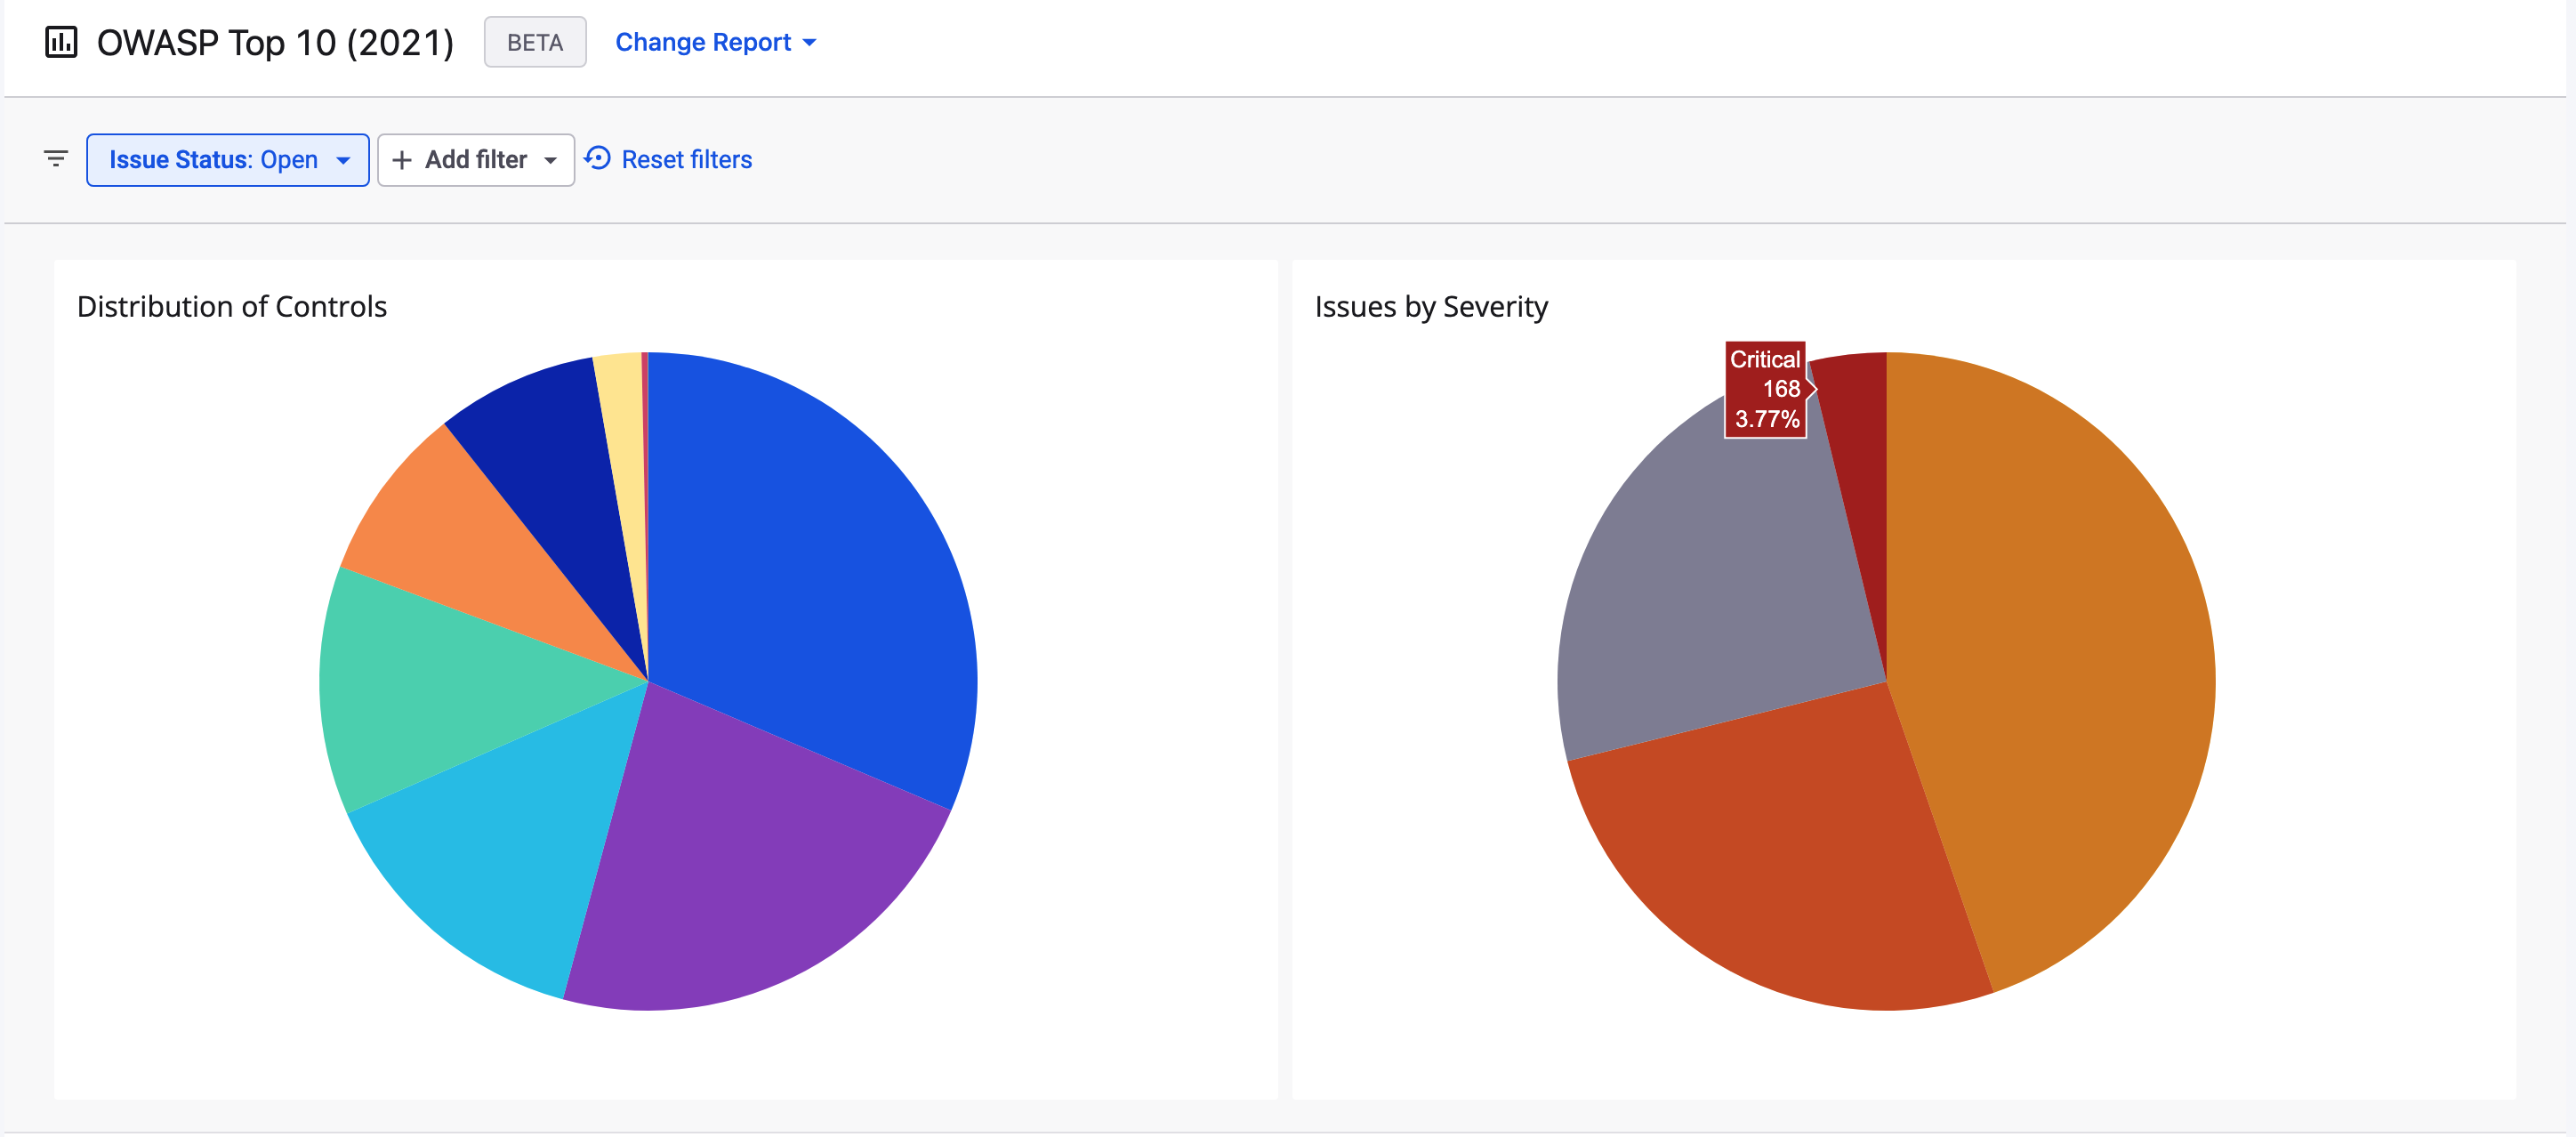 OWASP Top 10 (2021) BETA Change Report
Issue Status: Open + Add filter Reset filters
Distribution of Controls
Issues by Severity
Critical
168
3.77%